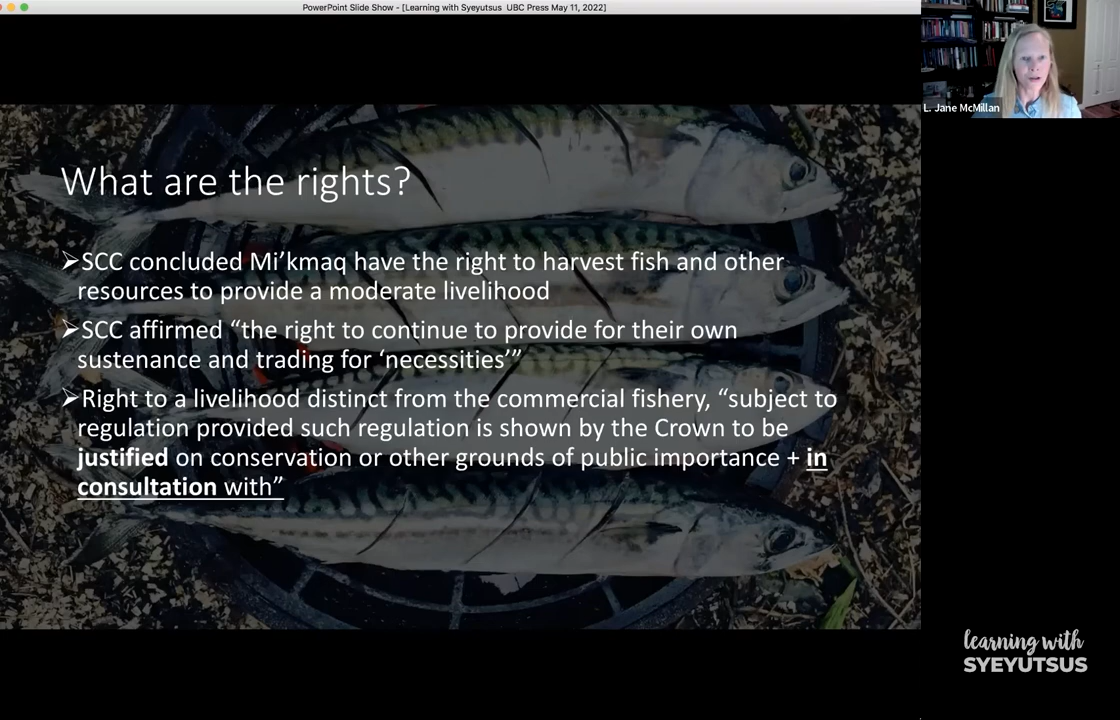 PowerPoint Slide Show - [Learning with Syeyutsus  UBC Press May 11, 2022]
L. Jane McMillan
What are the rights?
➢SCC concluded Mi’kmaq have the right to harvest fish and other
resources to provide a moderate livelihood
➢SCC affirmed “the right to continue to provide for their own
sustenance and trading for ‘necessities’”
➢Right to a livelihood distinct from the commercial fishery, “subject to
regulation provided such regulation is shown by the Crown to be
justified on conservation or other grounds of public importance + in
consultation with”
learning with
SYEYUTSUS